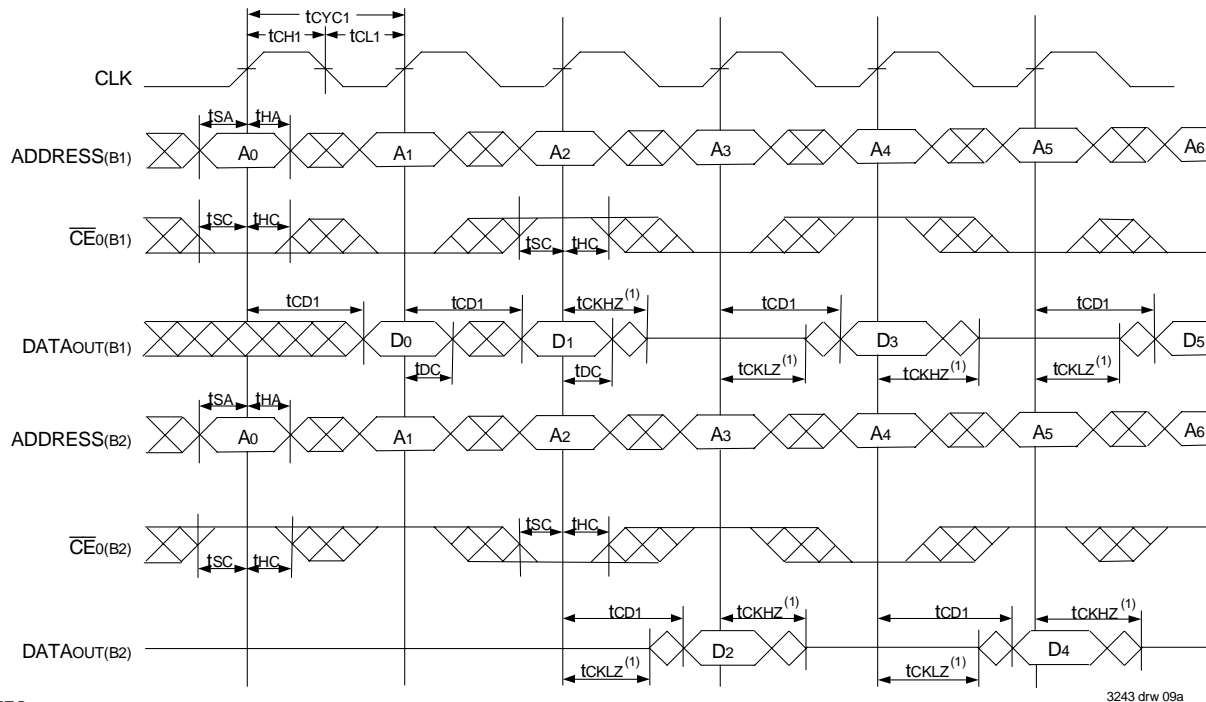 tCYC1
tCH1 tCL1
CLK
tSA tHA
ADDRESS(B1) A0 A1 A2 A3 A4 A5 A6
tSC tHC
CE0(B1)
tSC tHC
tCD1 tCD1 tCKHZ(1) tCD1 tCD1
DATAOUT(B1) D0 D1 D3 D5
tDC tDC tCKLZ(1) tCKHZ(1) tCKLZ(1)
tSA tHA
ADDRESS(B2) A0 A1 A2 A3 A4 A5 A6
tSC tHC
CE0(B2)
tSC tHC
tCD1 tCKHZ(1) tCD1 tCKHZ(1)
DATAOUT(B2) D2 D4
tCKLZ(1) tCKLZ(1)
3243 drw 09a